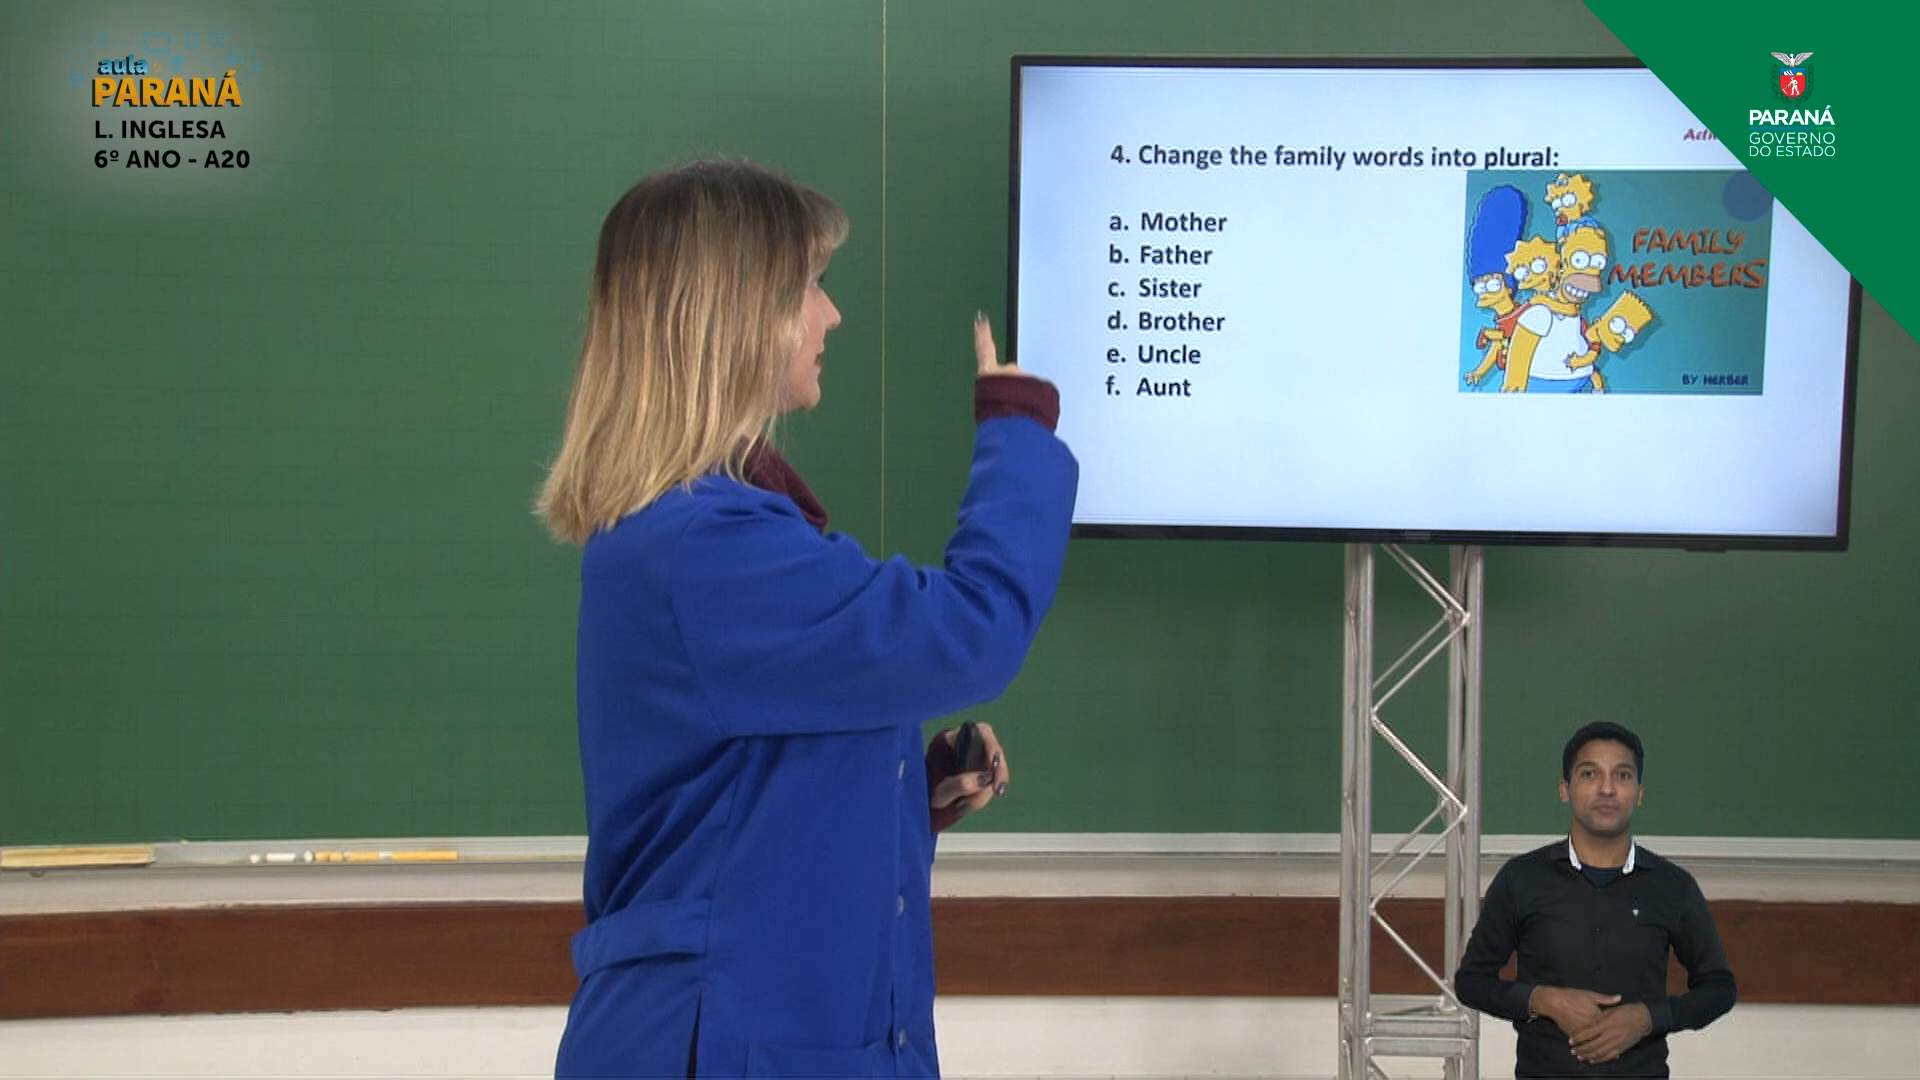 aula
PARANÁ
L. INGLESA
6º ANO - A20
PARANÁ
GOVERNO
DO ESTADO
4. Change the family words into plural:
a. Mother
b. Father
c. Sister
d. Brother
e. Uncle
f. Aunt
FAMILY
MEMBERS
BY HERBER